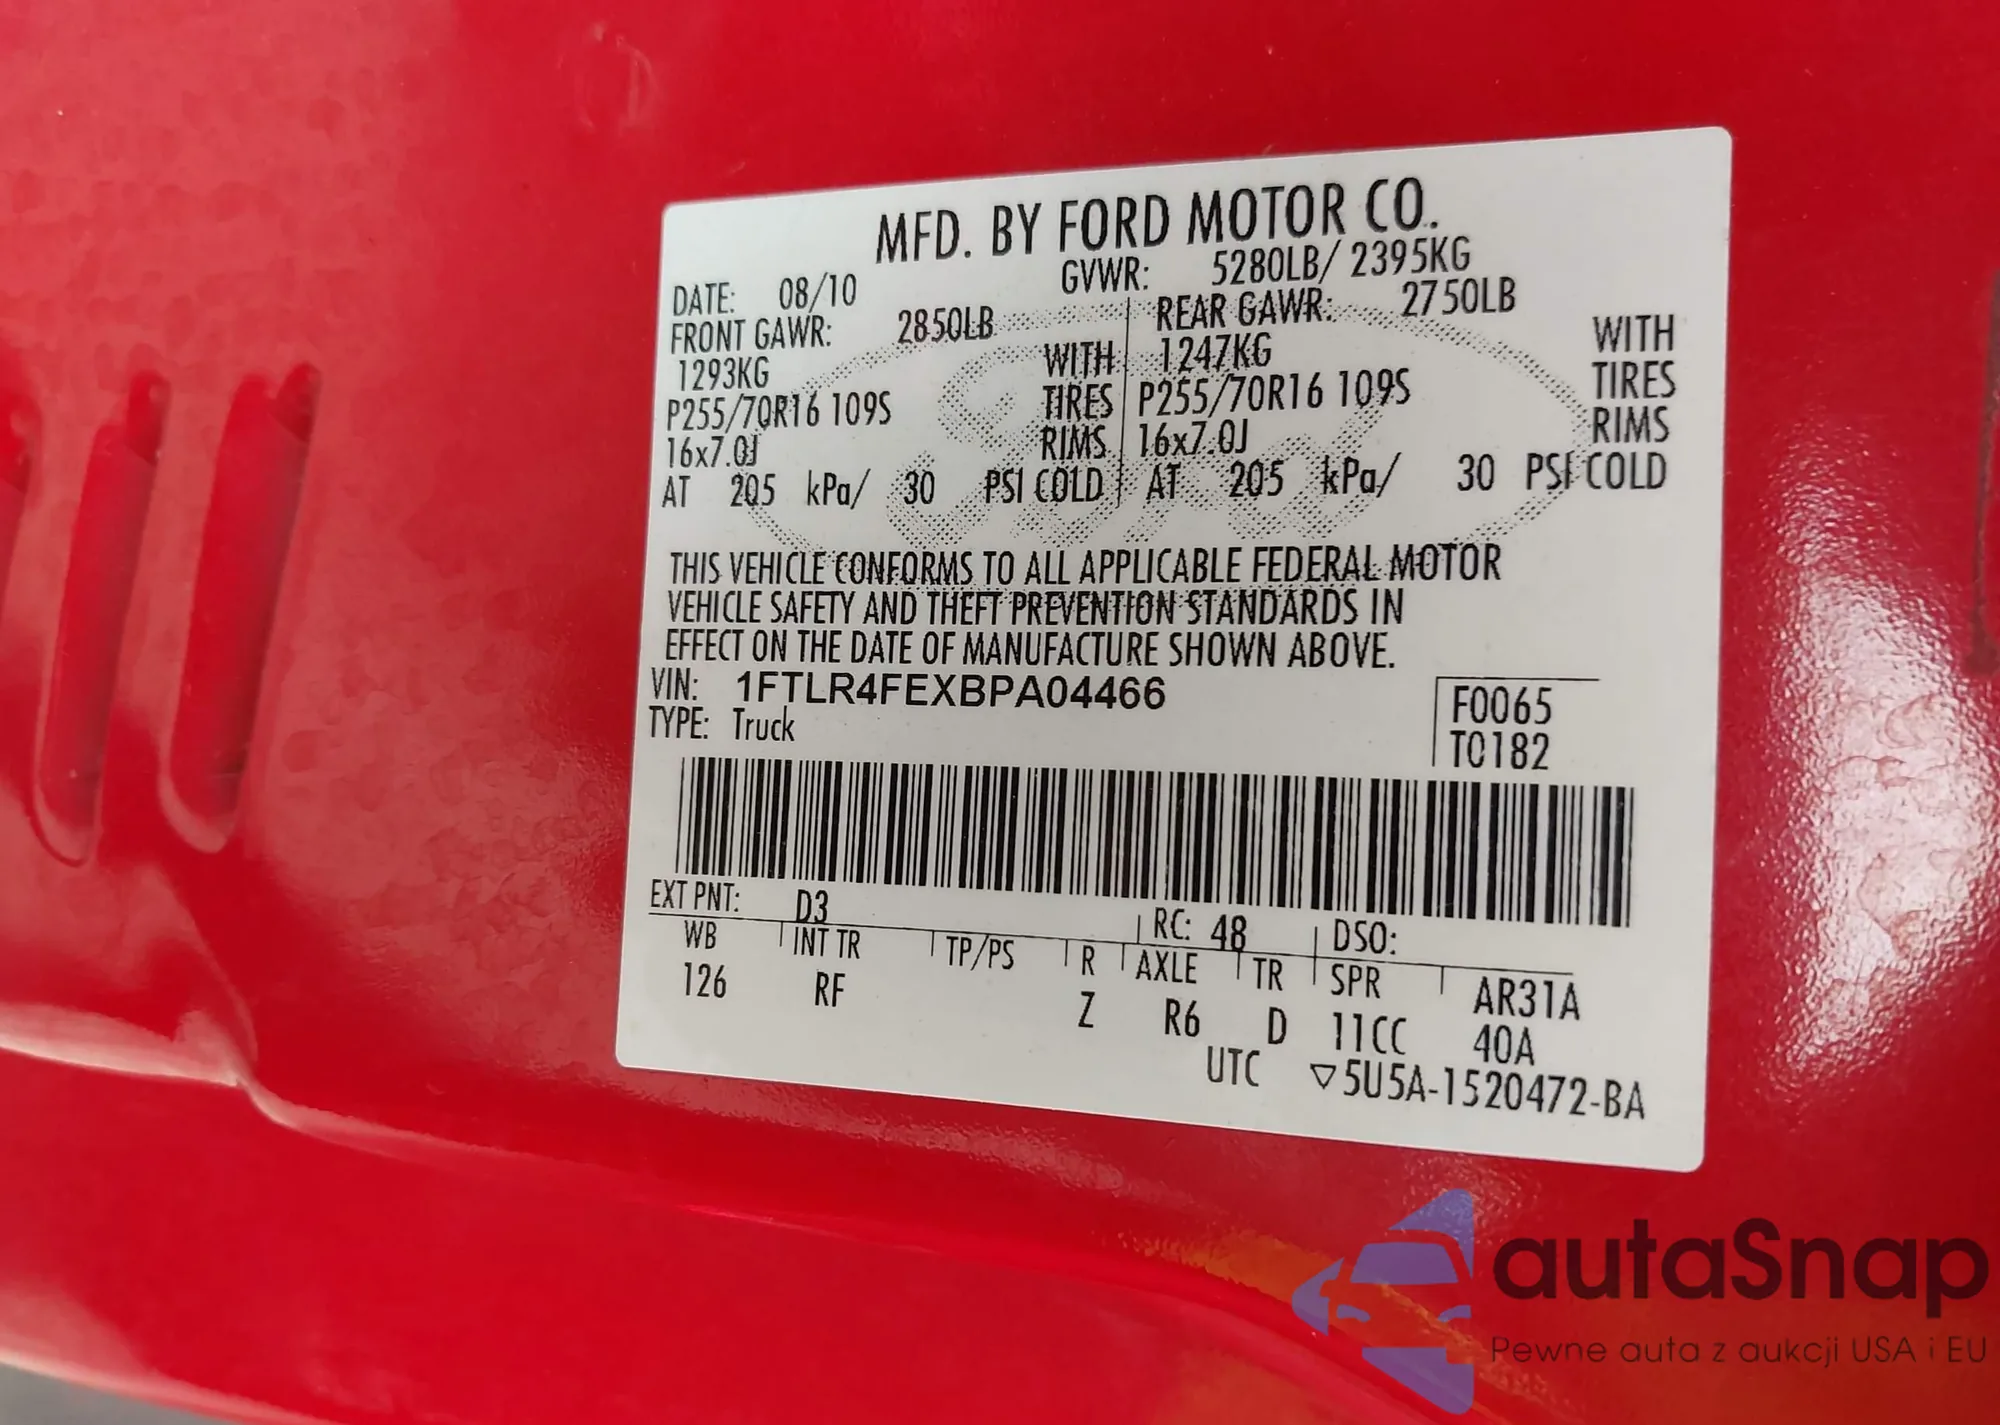 MFD. BY FORD MOTOR CO.
DATE: 08/10 GVWR: 5280LB/ 2395KG
FRONT GAWR: 2850LB REAR GAWR: 2750LB
1293KG WITH 1247KG WITH
P255/70R16 109S TIRES P255/70R16 109S TIRES
16x7.0J RIMS 16x7.0J RIMS
AT 205 kPa/ 30 PSI COLD AT 205 kPa/ 30 PSI COLD
THIS VEHICLE CONFORMS TO ALL APPLICABLE FEDERAL MOTOR
VEHICLE SAFETY AND THEFT PREVENTION STANDARDS IN
EFFECT ON THE DATE OF MANUFACTURE SHOWN ABOVE.
VIN: 1FTLR4FEXBPA04466 F0065
TYPE: Truck T0182
EXT PNT: D3 RC: 48 DSO:
WB INT TR TP/PS R AXLE TR SPR AR31A
126 RF Z R6 D 11CC 40A
UTC ▽5U5A-1520472-BA
Ford
autaSnap
Pewne auta z aukcji USA i EU